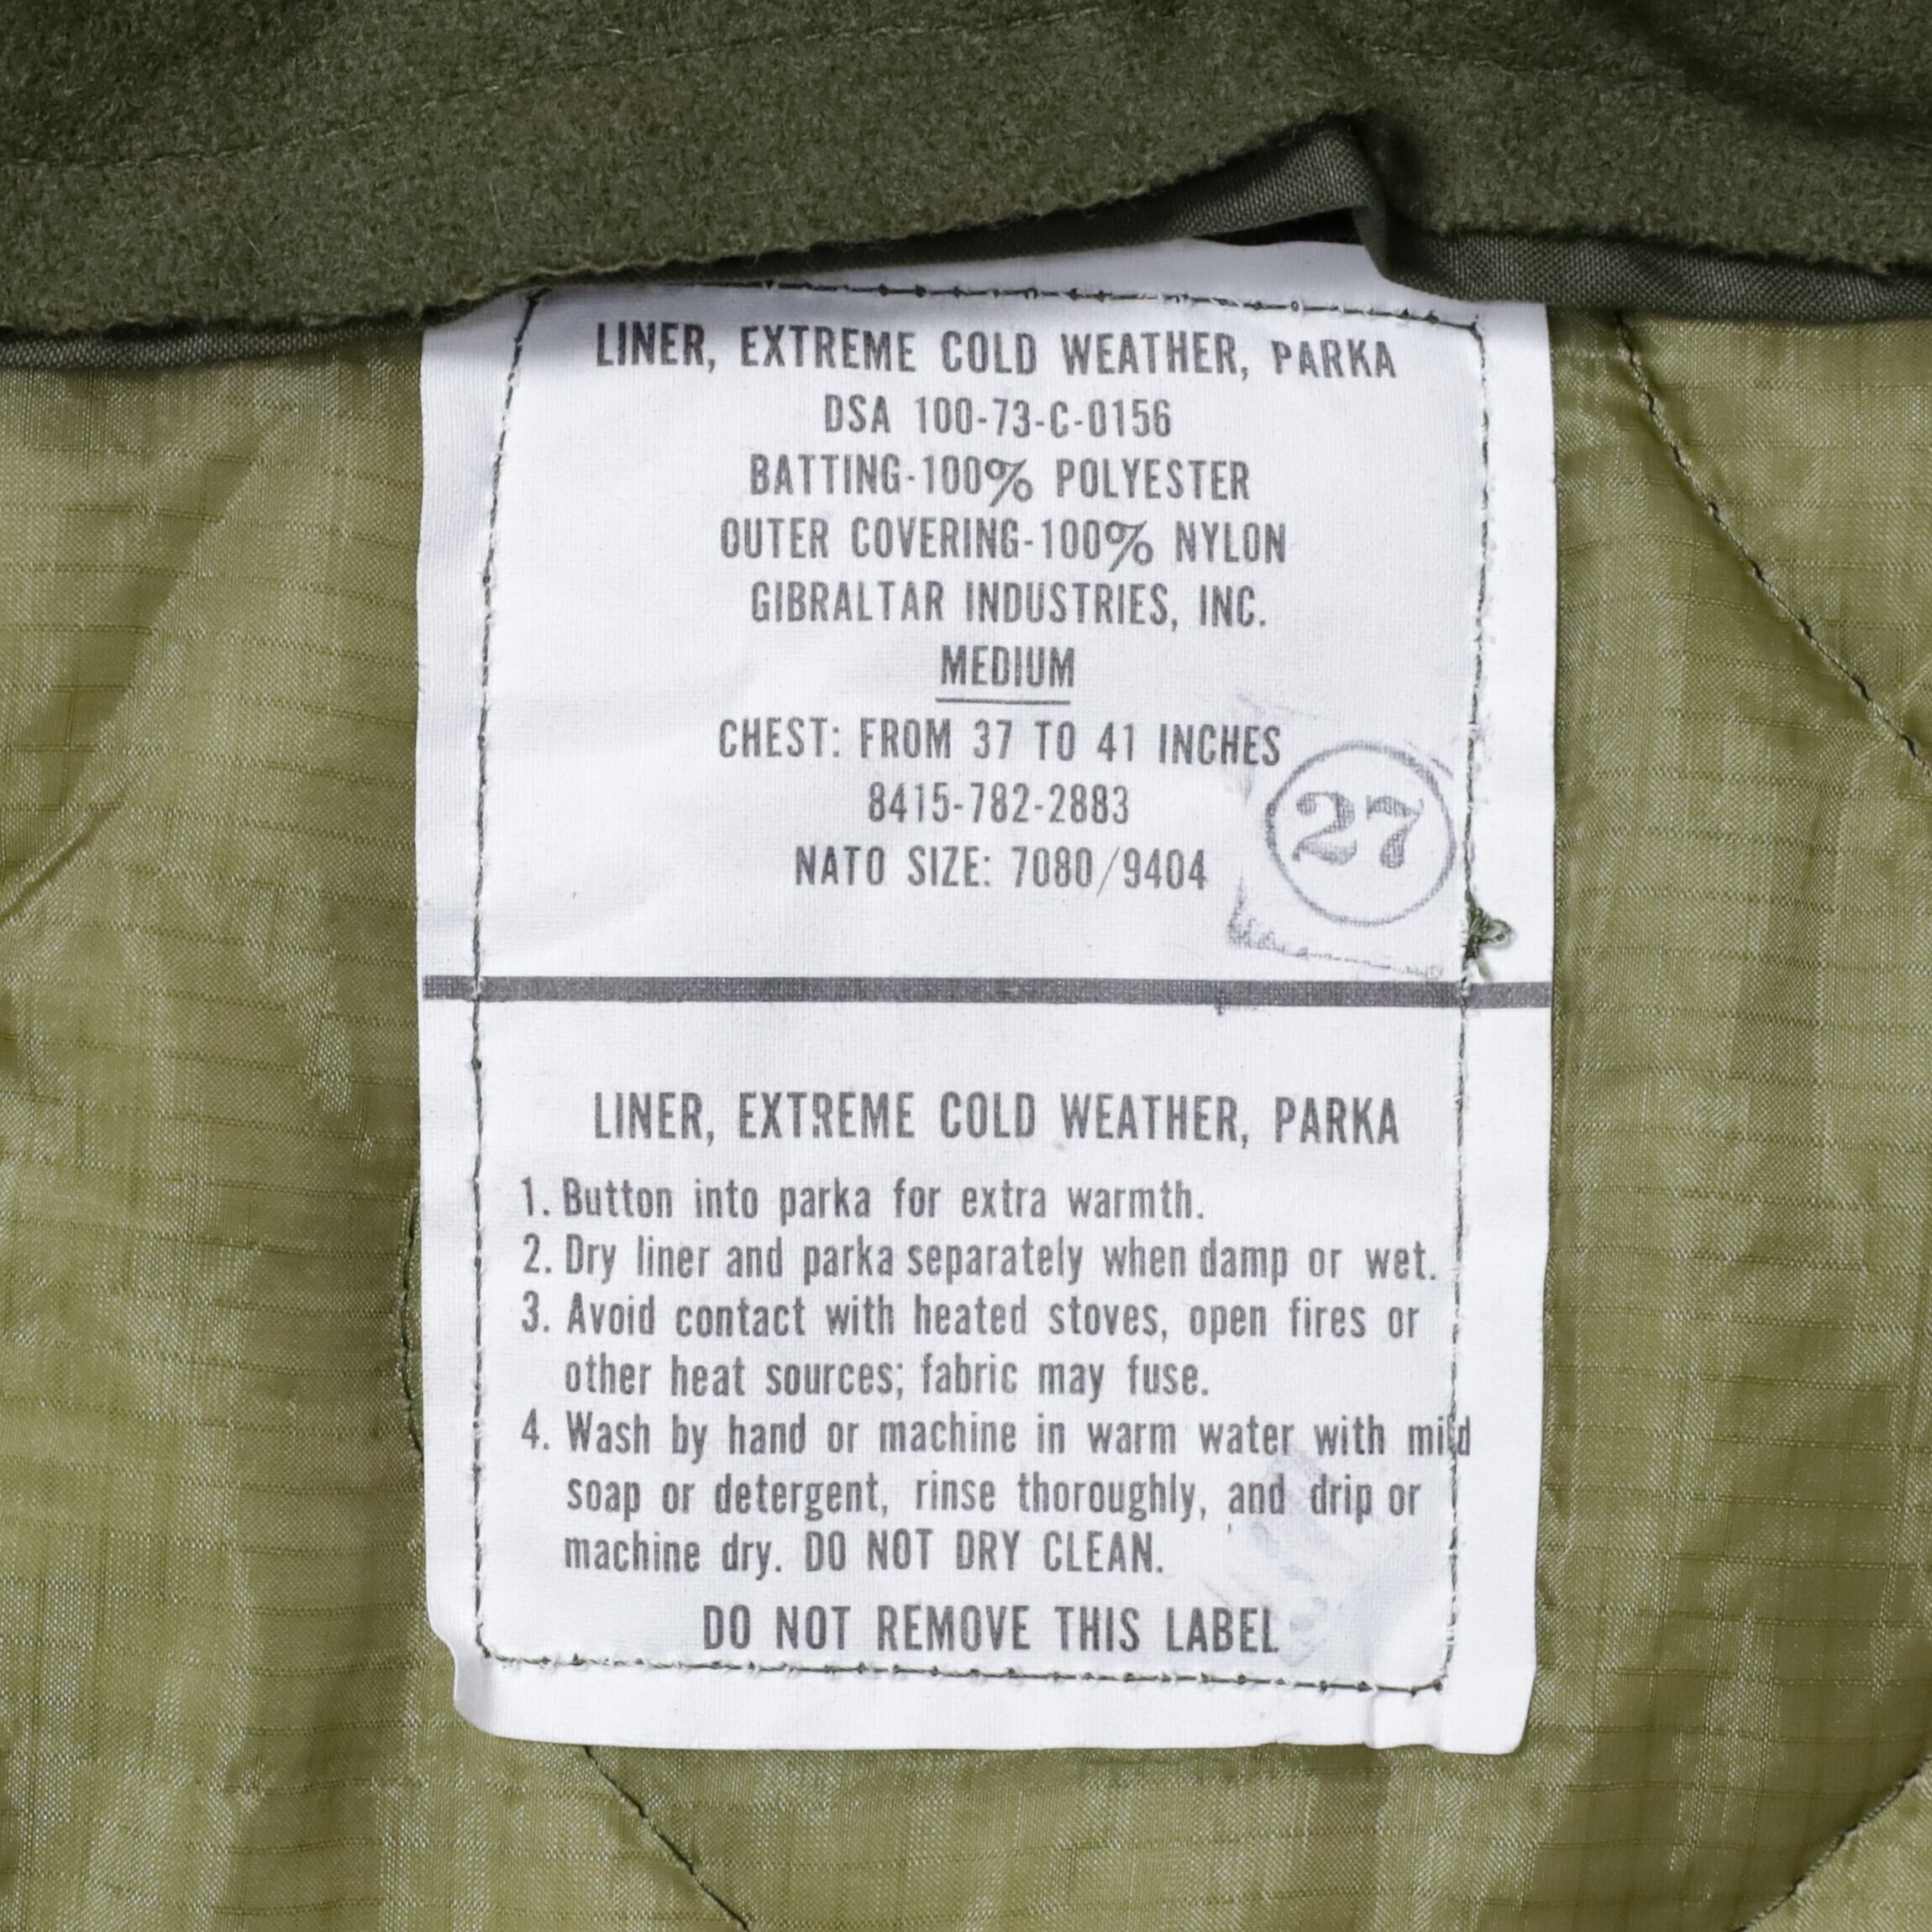 LINER, EXTREME COLD WEATHER, PARKA
DSA 100-73-C-0156
BATTING-100% POLYESTER
OUTER COVERING-100% NYLON
GIBRALTAR INDUSTRIES, INC.
MEDIUM
CHEST: FROM 37 TO 41 INCHES
8415-782-2883
27
NATO SIZE: 7080/9404
LINER, EXTREME COLD WEATHER, PARKA
1. Button into parka for extra warmth.
2. Dry liner and parka separately when damp or wet.
3. Avoid contact with heated stoves, open fires or
other heat sources; fabric may fuse.
4. Wash by hand or machine in warm water with mild
soap or detergent, rinse thoroughly, and drip or
machine dry. DO NOT DRY CLEAN.
DO NOT REMOVE THIS LABEL